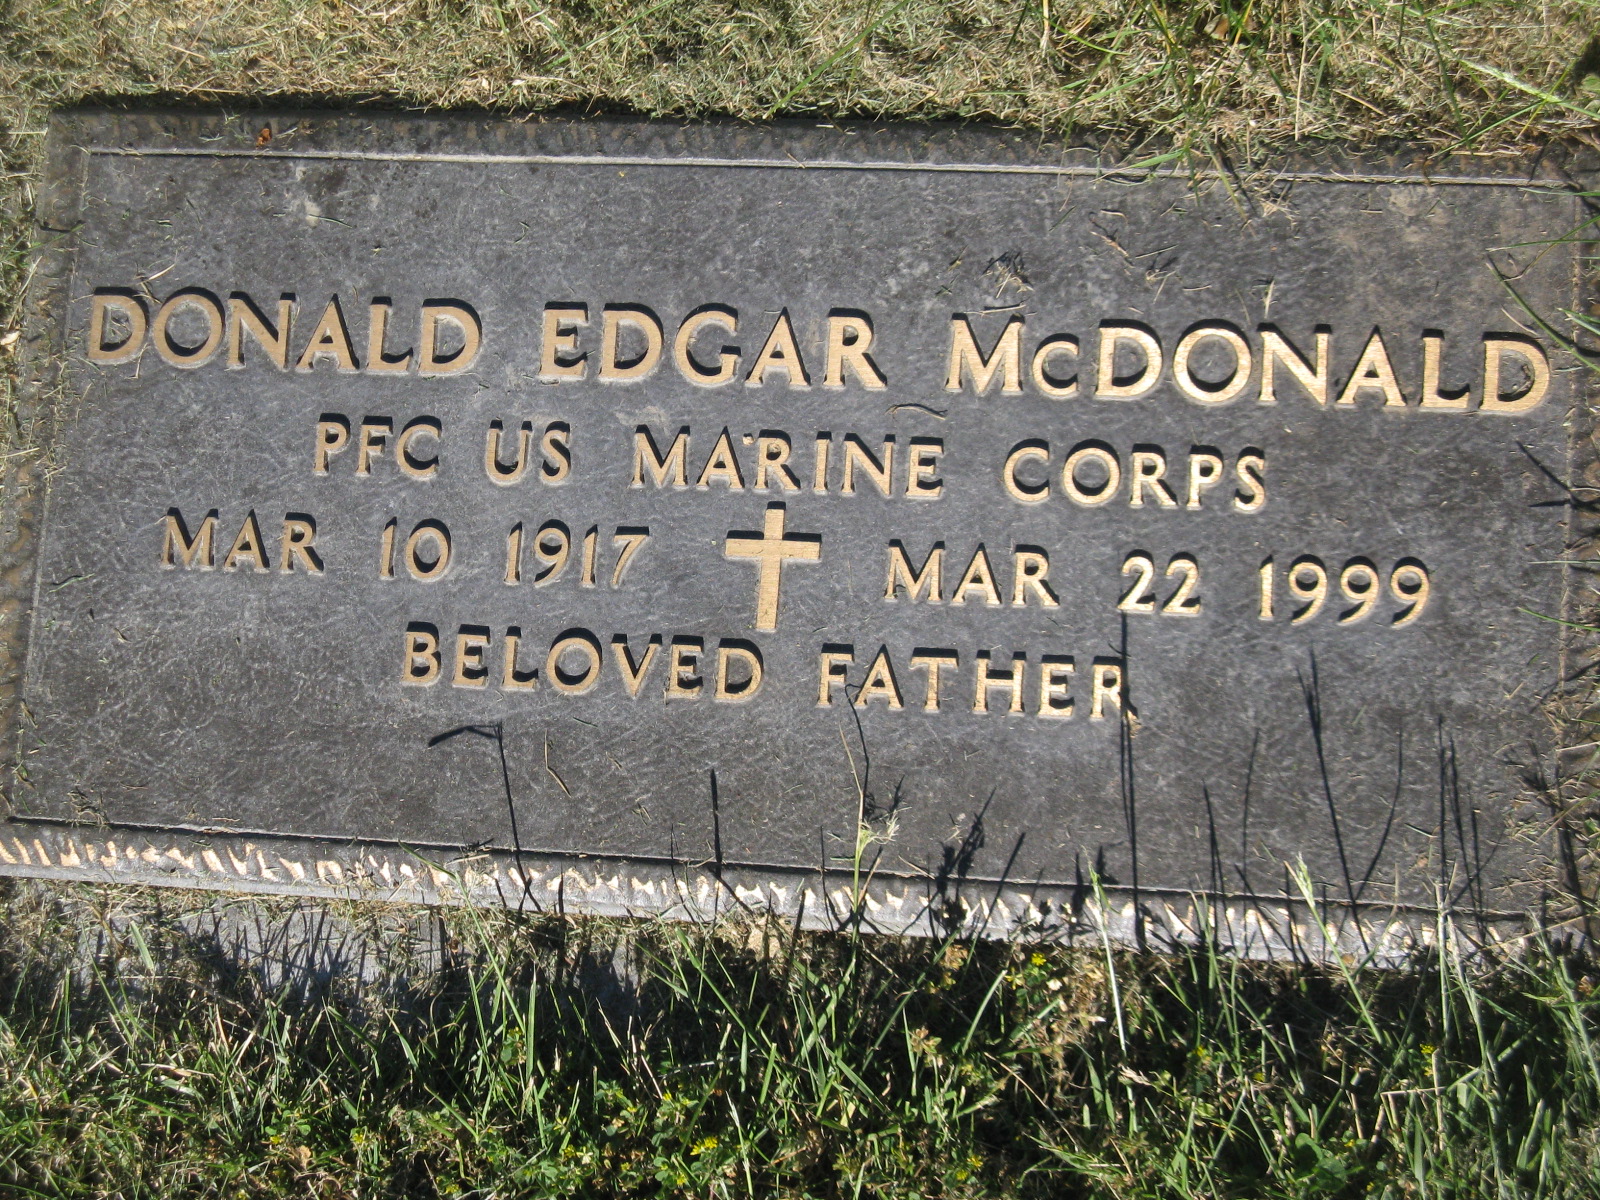 DONALD EDGAR McDONALD
PFC US MARINE CORPS
MAR 10 1917 MAR 22 1999
BELOVED FATHER